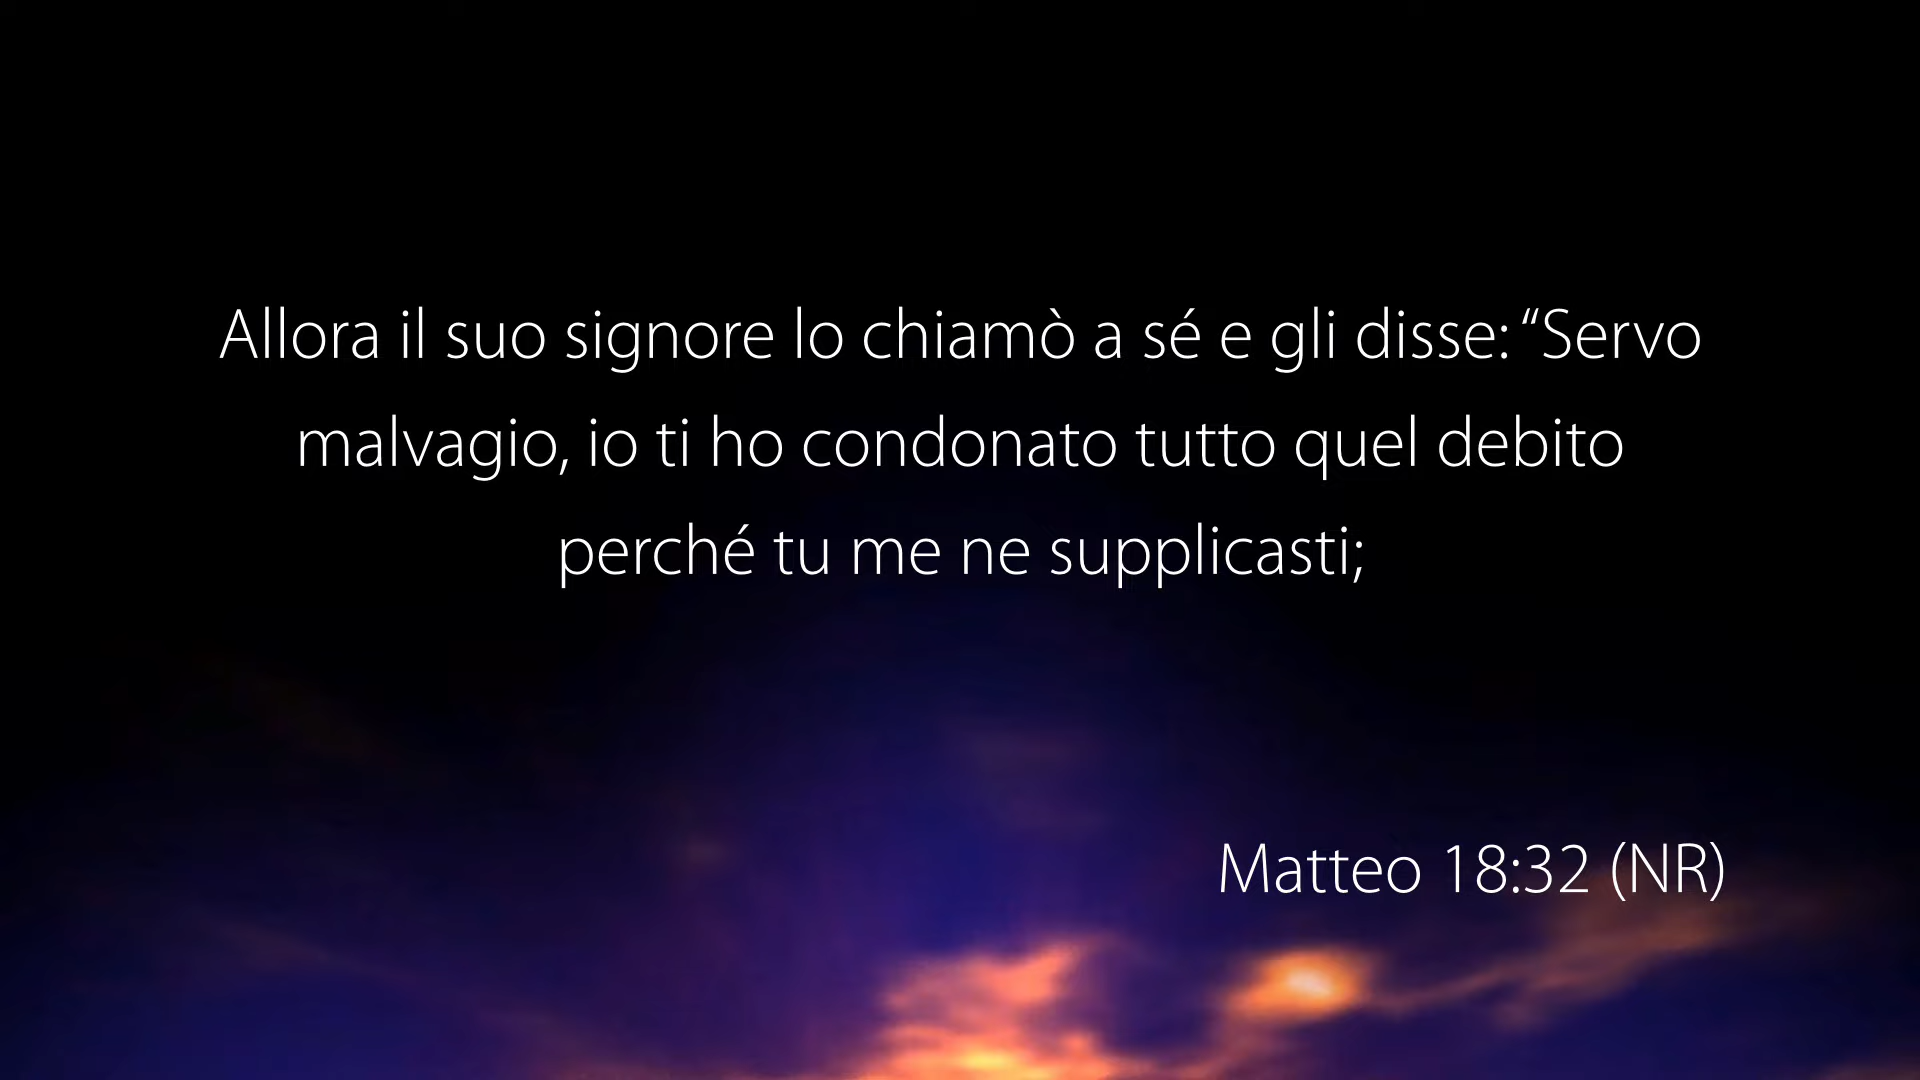 Allora il suo signore lo chiamò a sé e gli disse: “Servo
malvagio, io ti ho condonato tutto quel debito
perché tu me ne supplicasti;
Matteo 18:32 (NR)